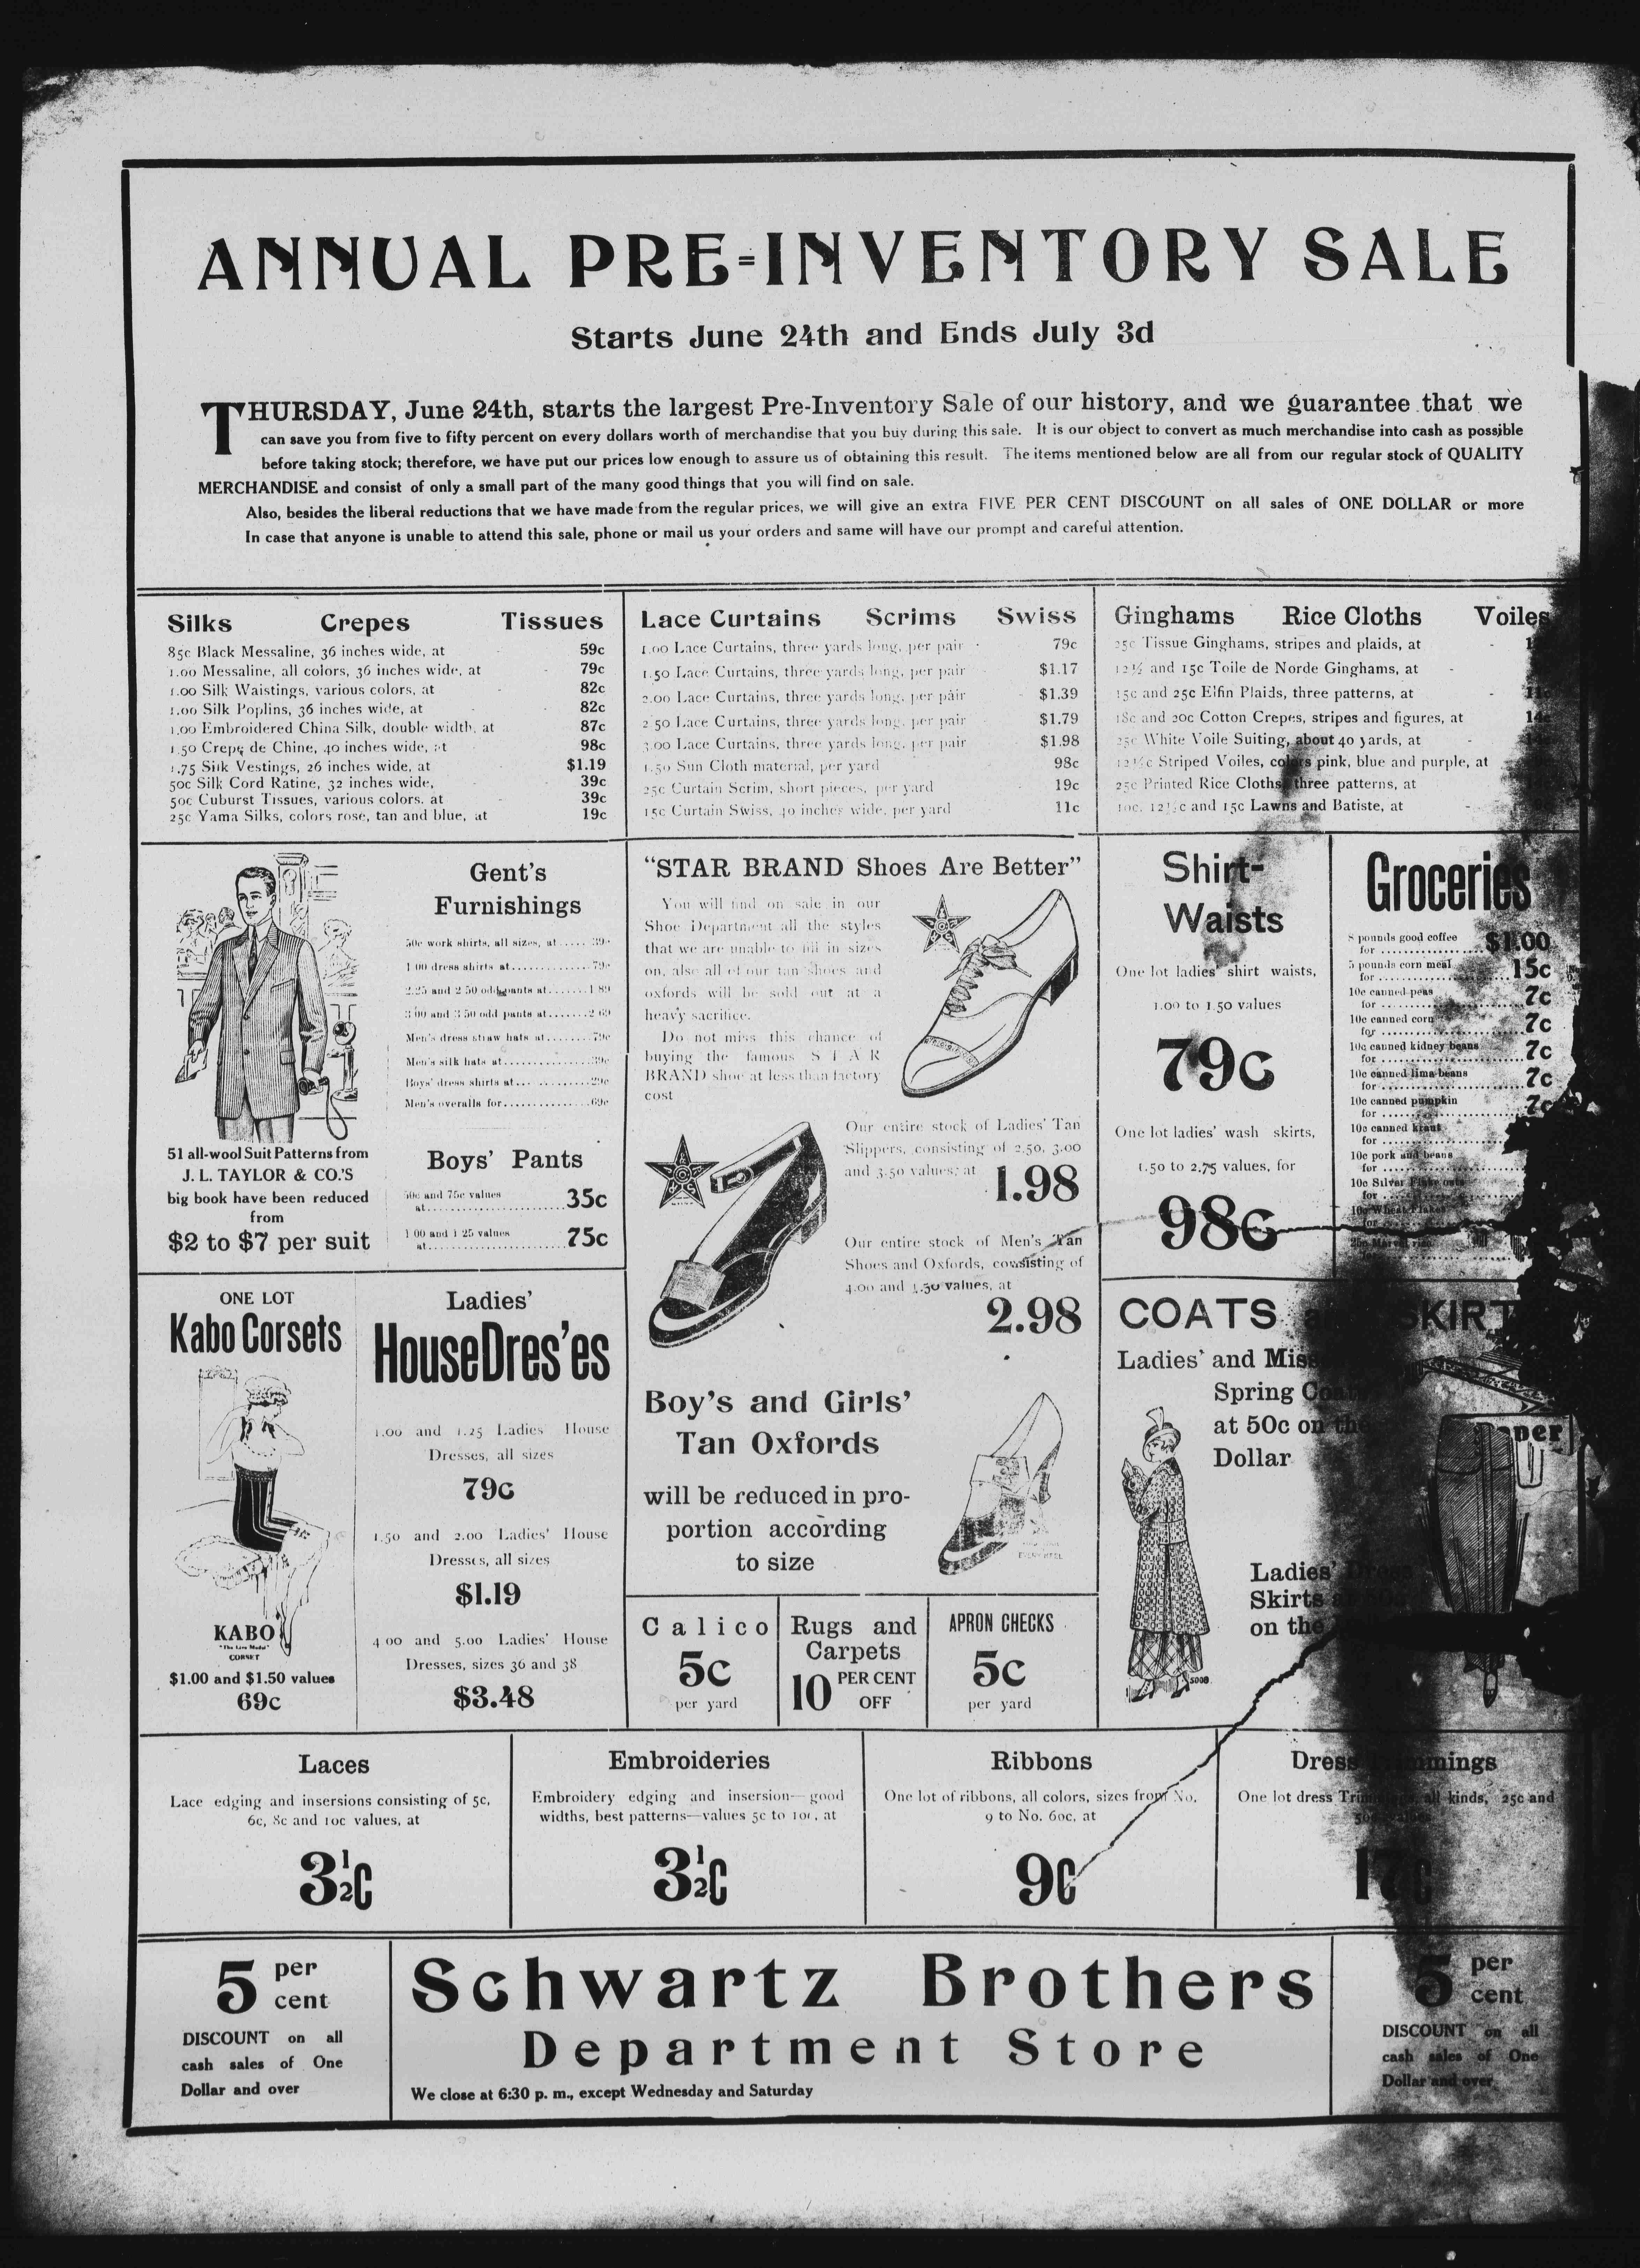 ANNUAL PRE=INVENTORY SALE
Starts June 24th and Ends July 3d
THURSDAY, June 24th, starts the largest Pre-Inventory Sale of our history, and we guarantee that we
can save you from five to fifty percent on every dollars worth of merchandise that you buy during this sale. It is our object to convert as much merchandise into cash as possible
before taking stock; therefore, we have put our prices low enough to assure us of obtaining this result. The items mentioned below are all from our regular stock of QUALITY
MERCHANDISE and consist of only a small part of the many good things that you will find on sale.
Also, besides the liberal reductions that we have made from the regular prices, we will give an extra FIVE PER CENT DISCOUNT on all sales of ONE DOLLAR or more
In case that anyone is unable to attend this sale, phone or mail us your orders and same will have our prompt and careful attention.
Silks Crepes Tissues
85c Black Messaline, 36 inches wide, at - 59c
1.00 Messaline, all colors, 36 inches wide, at - 79c
1.00 Silk Waistings, various colors, at - 82c
1.00 Silk Poplins, 36 inches wide, at - 82c
1.00 Embroidered China Silk, double width, at 87c
1.50 Crepe de Chine, 40 inches wide, at - 98c
1.75 Silk Vestings, 26 inches wide, at - $1.19
50c Silk Cord Ratine, 32 inches wide, 39c
50c Cuburst Tissues, various colors, at - 39c
25c Yama Silks, colors rose, tan and blue, at 19c
Lace Curtains Scrims Swiss
1.00 Lace Curtains, three yards long, per pair - 79c
1.50 Lace Curtains, three yards long, per pair $1.17
2.00 Lace Curtains, three yards long, per pair - $1.39
2.50 Lace Curtains, three yards long, per pair $1.79
3.00 Lace Curtains, three yards long, per pair $1.98
1.50 Sun Cloth material, per yard 98c
25c Curtain Scrim, short pieces, per yard 19c
15c Curtain Swiss, 40 inches wide, per yard 11c
Ginghams Rice Cloths Voiles
25c Tissue Ginghams, stripes and plaids, at -
12½ and 15c Toile de Norde Ginghams, at -
15c and 25c Elfin Plaids, three patterns, at - 11c
18c and 20c Cotton Crepes, stripes and figures, at 14c
25c White Voile Suiting, about 40 yards, at -
12½c Striped Voiles, colors pink, blue and purple, at
25c Printed Rice Cloths, three patterns, at
10c, 12½c and 15c Lawns and Batiste, at -
51 all-wool Suit Patterns from
J. L. TAYLOR & CO.'S
big book have been reduced
from
$2 to $7 per suit
Gent's
Furnishings
50c work shirts, all sizes, at..... 39c
1 00 dress shirts at.............79c
2.25 and 2 50 odd pants at.......1 89
3 00 and 3 50 odd pants at.......2 69
Men's dress straw hats at........79c
Men's silk hats at............39c
Boys' dress shirts at.............29c
Men's overalls for...............69c
Boys' Pants
50c and 75c values
at........................ 35c
1 00 and 1 25 values
at........................ 75c
"STAR BRAND Shoes Are Better"
You will find on sale in our
Shoe Department all the styles
that we are unable to fill in sizes
on, also all of our tan shoes and
oxfords will be sold out at a
heavy sacrifice.
Do not miss this chance of
buying the famous STAR
BRAND shoe at less than factory
cost
Our entire stock of Ladies' Tan
Slippers, consisting of 2.50, 3.00
and 3.50 values, at
1.98
Our entire stock of Men's Tan
Shoes and Oxfords, consisting of
4.00 and 4.50 values, at
2.98
Boy's and Girls'
Tan Oxfords
will be reduced in pro-
portion according
to size
Shirt-
Waists
One lot ladies' shirt waists,
1.00 to 1.50 values
79c
One lot ladies' wash skirts,
1.50 to 2.75 values, for
98c
Groceries
8 pounds good coffee
for .............. $1.00
5 pounds corn meal
for .............. 15c
10c canned peas
for .............. 7c
10c canned corn
for .............. 7c
10c canned kidney beans
for .............. 7c
10c canned lima beans
for .............. 7c
10c canned pumpkin
for .............. 7c
10c canned kraut
for ..............
10c pork and beans
for ..............
10c Silver Flake oats
for ..............
10c Wheat Flakes
for
ONE LOT
Kabo Corsets
KABO
"The Live Model"
CORSET
$1.00 and $1.50 values
69c
Ladies'
House Dres'es
1.00 and 1.25 Ladies House
Dresses, all sizes
79c
1.50 and 2.00 Ladies' House
Dresses, all sizes
$1.19
4 00 and 5.00 Ladies' House
Dresses, sizes 36 and 38
$3.48
COATS SKIRT
Ladies' and Mis
Spring Coats
at 50c on the
Dollar
Ladies' Dress
Skirts at 50c
on the
5008
Calico
5c
per yard
Rugs and
Carpets
10 PER CENT
OFF
APRON CHECKS
5c
per yard
Laces
Lace edging and insersions consisting of 5c,
6c, 8c and 10c values, at
3½c
Embroideries
Embroidery edging and insersion—good
widths, best patterns—values 5c to 10c, at
3½c
Ribbons
One lot of ribbons, all colors, sizes from No.
9 to No. 60c, at
9c
Dress Trimmings
One lot dress Trimmings, all kinds, 25c and
50c values
17c
5 per
cent
DISCOUNT on all
cash sales of One
Dollar and over
Schwartz Brothers
Department Store
We close at 6:30 p. m., except Wednesday and Saturday
5 per
cent
DISCOUNT on all
cash sales of One
Dollar and over